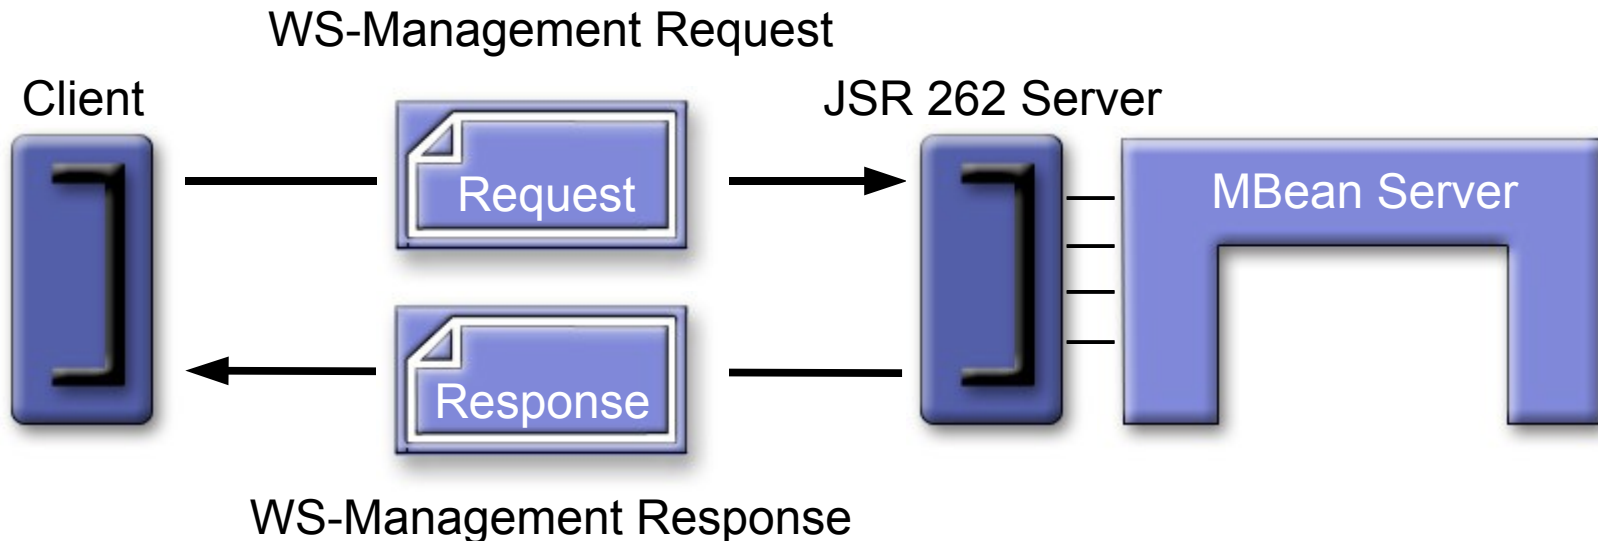 WS-Management Request
Client
JSR 262 Server
Request
MBean Server
Response
WS-Management Response